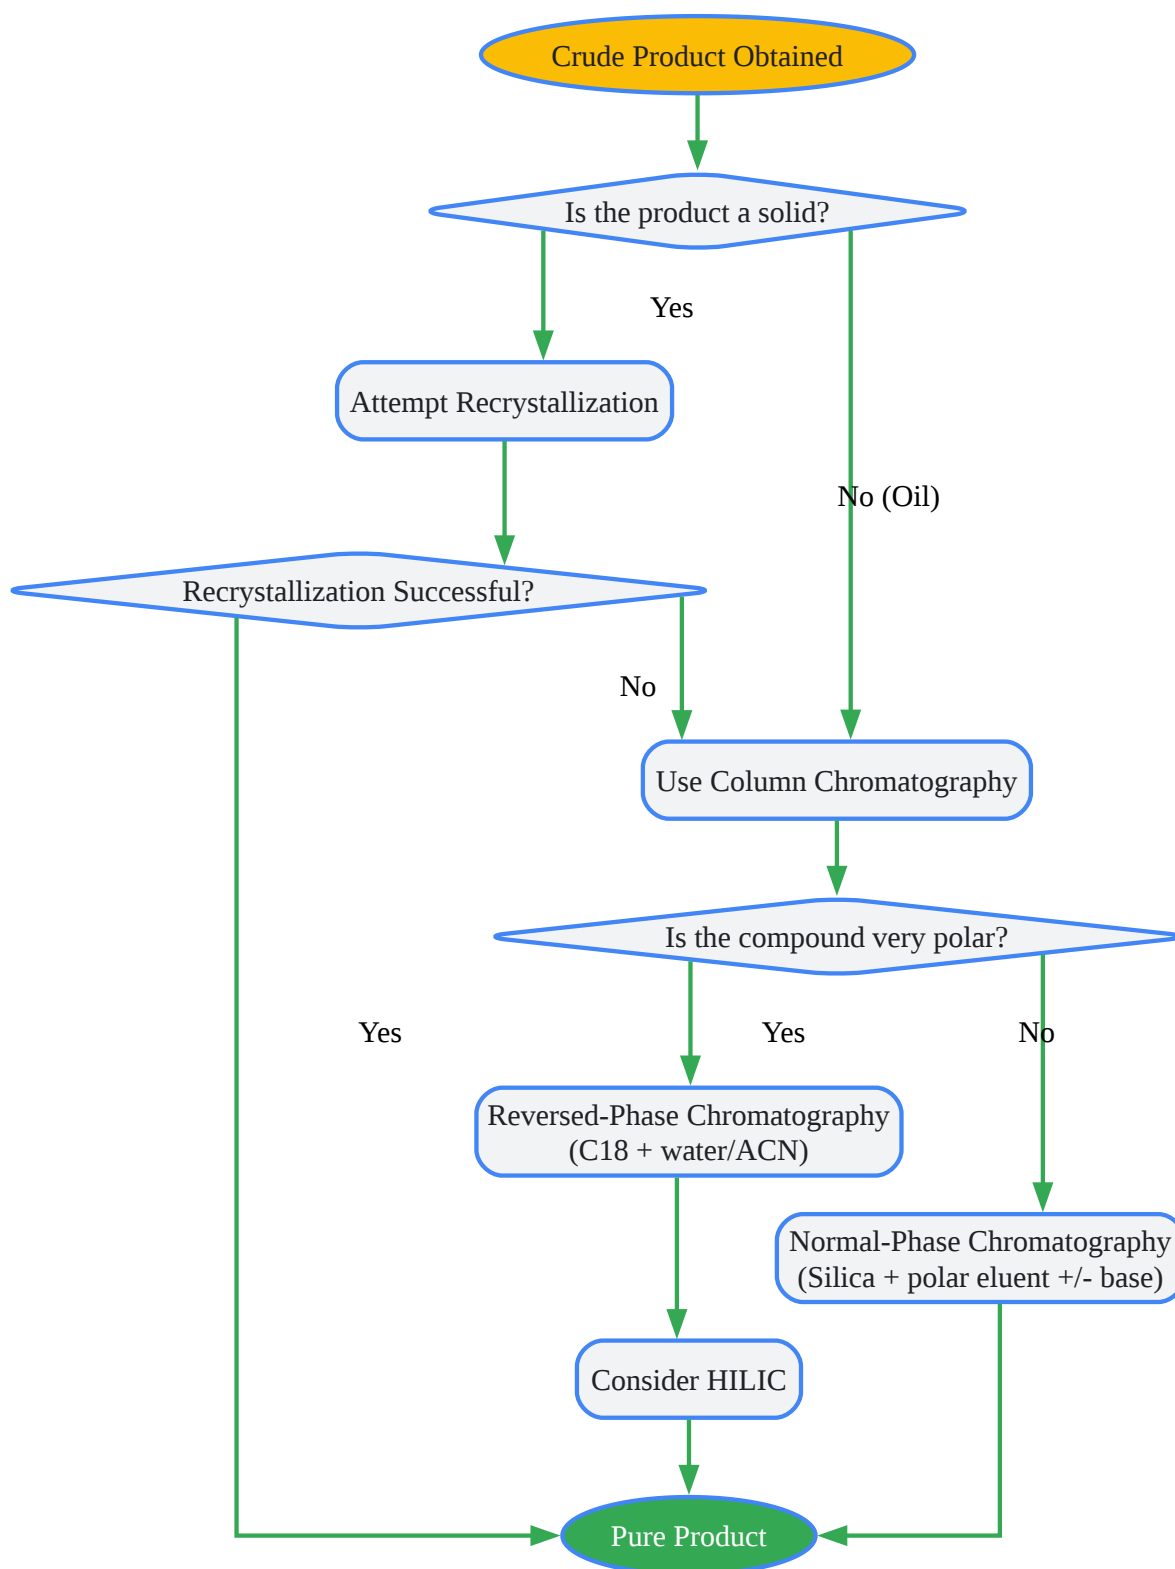 Crude Product Obtained
Is the product a solid?
Yes
Attempt Recrystallization
No (Oil)
Recrystallization Successful?
No
Use Column Chromatography
Is the compound very polar?
Yes
Yes
No
Reversed-Phase Chromatography
(C18 + water/ACN)
Normal-Phase Chromatography
(Silica + polar eluent +/- base)
Consider HILIC
Pure Product